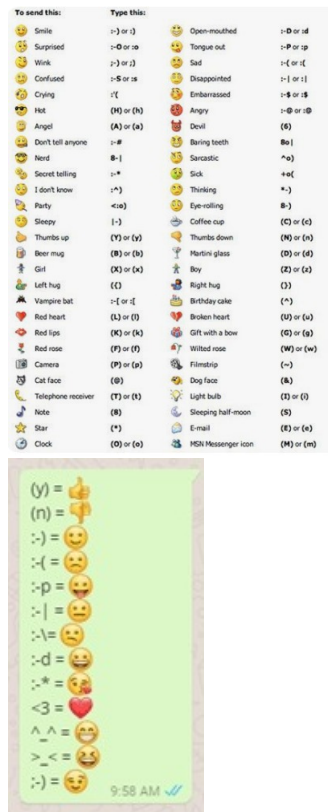 To send this: Type this:
Smile :-) or :) Open-mouthed :-D or :d
Surprised :-O or :o Tongue out :-P or :p
Wink ;-) or ;) Sad :-( or :(
Confused :-S or :s Disappointed :-| or :|
Crying :'( Embarrassed :-$ or :$
Hot (H) or (h) Angry :-@ or :@
Angel (A) or (a) Devil (6)
Don't tell anyone :-# Baring teeth 8o|
Nerd 8-| Sarcastic ^o)
Secret telling :-* Sick +o(
I don't know :^) Thinking *-)
Party <:o) Eye-rolling 8-)
Sleepy |-) Coffee cup (C) or (c)
Thumbs up (Y) or (y) Thumbs down (N) or (n)
Beer mug (B) or (b) Martini glass (D) or (d)
Girl (X) or (x) Boy (Z) or (z)
Left hug ({) Right hug (})
Vampire bat :-[ or :[ Birthday cake (^)
Red heart (L) or (l) Broken heart (U) or (u)
Red lips (K) or (k) Gift with a bow (G) or (g)
Red rose (F) or (f) Wilted rose (W) or (w)
Camera (P) or (p) Filmstrip (~)
Cat face (@) Dog face (&)
Telephone receiver (T) or (t) Light bulb (I) or (i)
Note (8) Sleeping half-moon (S)
Star (*) E-mail (E) or (e)
Clock (O) or (o) MSN Messenger icon (M) or (m)
(y) = 👍
(n) = 👎
:-) = 🙂
:-( = 🙁
:-p = 😛
:-| = 😐
:-\= 😕
:-d = 😀
:-* = 😘
<3 = ❤️
^_^ = 😁
>_< = 😆
;-) = 😉
9:58 AM